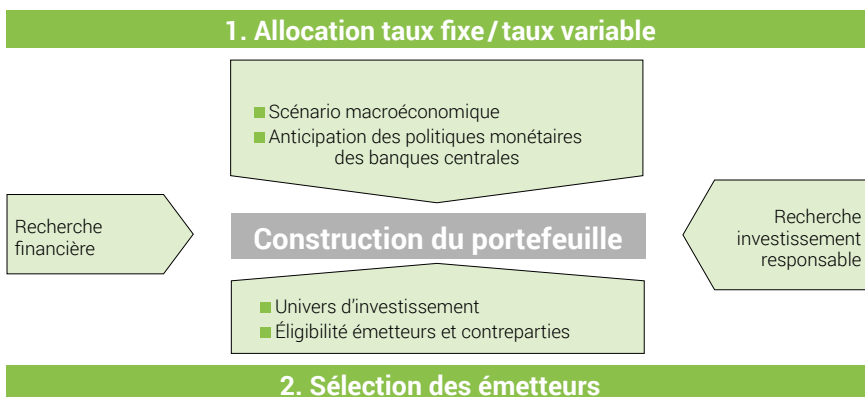 1. Allocation taux fixe / taux variable
Scénario macroéconomique
Anticipation des politiques monétaires
des banques centrales
Recherche
financière
Construction du portefeuille
Recherche
investissement
responsable
Univers d'investissement
Éligibilité émetteurs et contreparties
2. Sélection des émetteurs